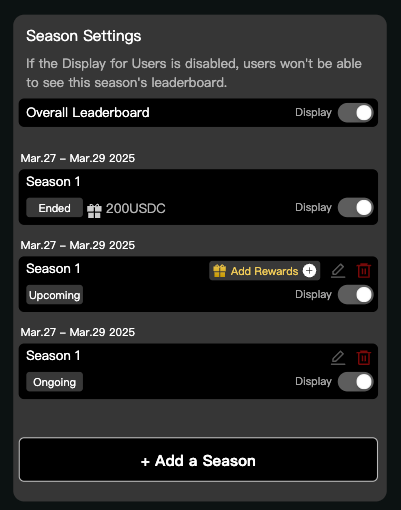 Season Settings
If the Display for Users is disabled, users won't be able
to see this season's leaderboard.
Overall Leaderboard Display
Mar.27 – Mar.29 2025
Season 1
Ended 200USDC Display
Mar.27 – Mar.29 2025
Season 1 Add Rewards +
Upcoming Display
Mar.27 – Mar.29 2025
Season 1
Ongoing Display
+ Add a Season